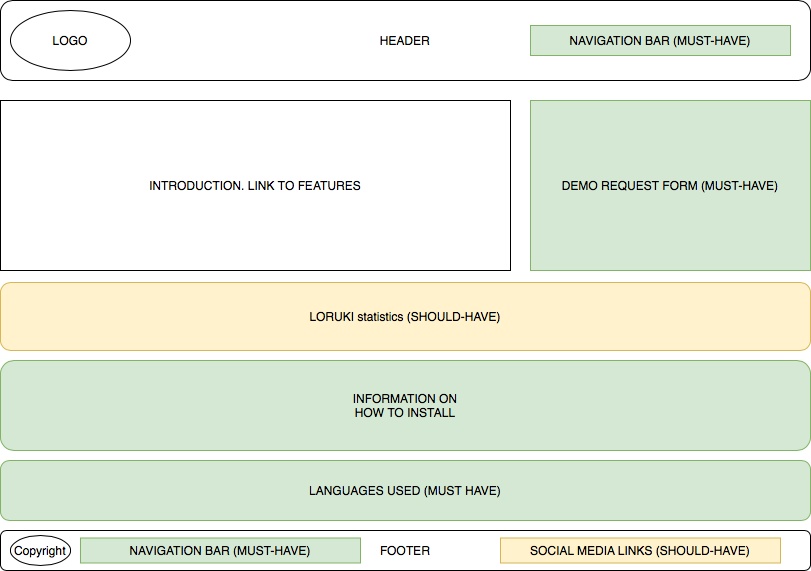 LOGO
HEADER
NAVIGATION BAR (MUST-HAVE)
INTRODUCTION. LINK TO FEATURES
DEMO REQUEST FORM (MUST-HAVE)
LORUKI statistics (SHOULD-HAVE)
INFORMATION ON
HOW TO INSTALL
LANGUAGES USED (MUST HAVE)
Copyright
NAVIGATION BAR (MUST-HAVE)
FOOTER
SOCIAL MEDIA LINKS (SHOULD-HAVE)